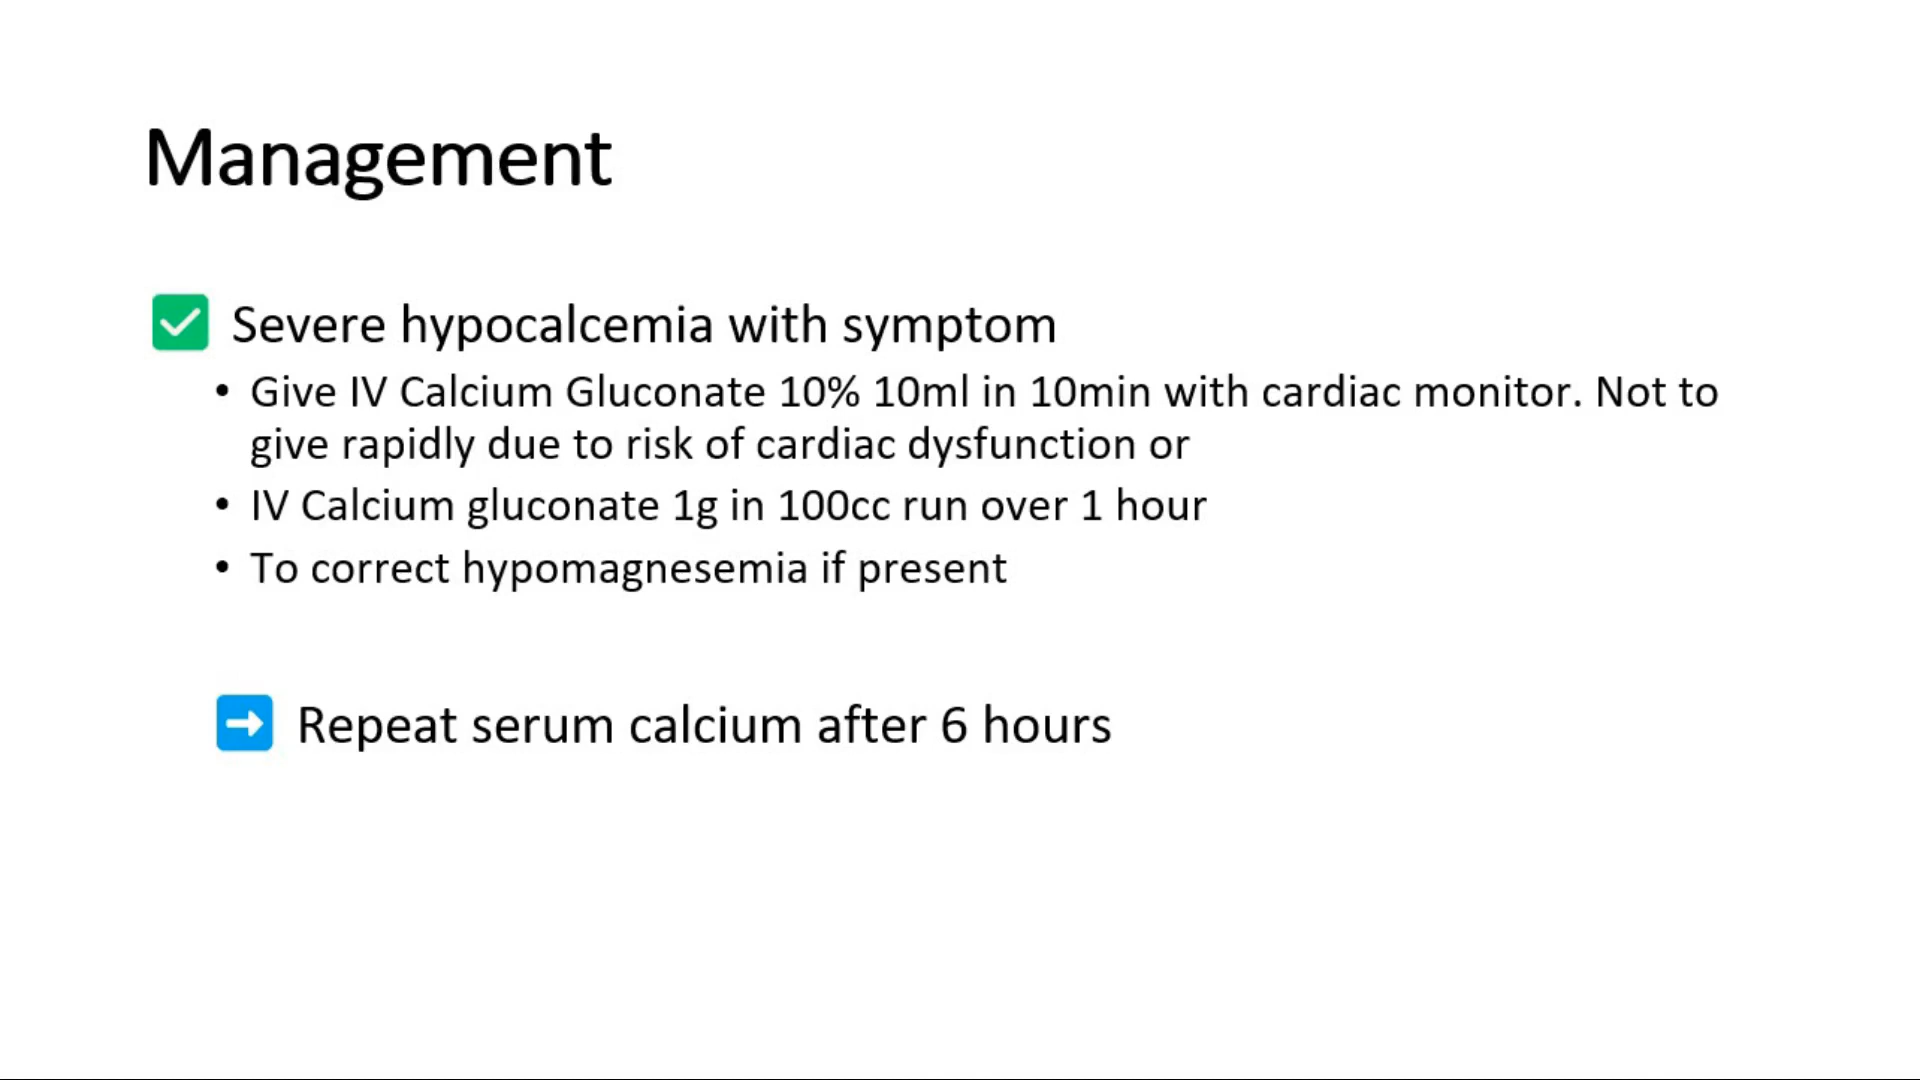 Management
✅ Severe hypocalcemia with symptom
• Give IV Calcium Gluconate 10% 10ml in 10min with cardiac monitor. Not to
give rapidly due to risk of cardiac dysfunction or
• IV Calcium gluconate 1g in 100cc run over 1 hour
• To correct hypomagnesemia if present
➡ Repeat serum calcium after 6 hours